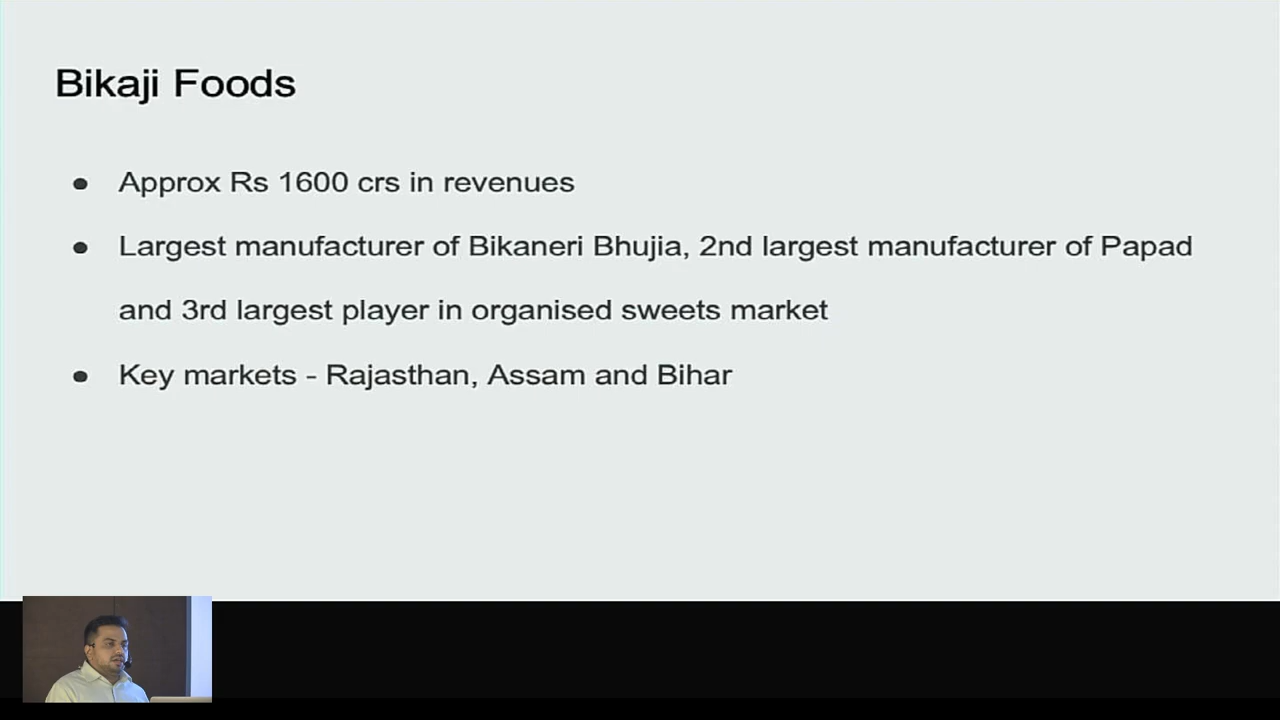 Bikaji Foods
● Approx Rs 1600 crs in revenues
● Largest manufacturer of Bikaneri Bhujia, 2nd largest manufacturer of Papad
and 3rd largest player in organised sweets market
● Key markets - Rajasthan, Assam and Bihar